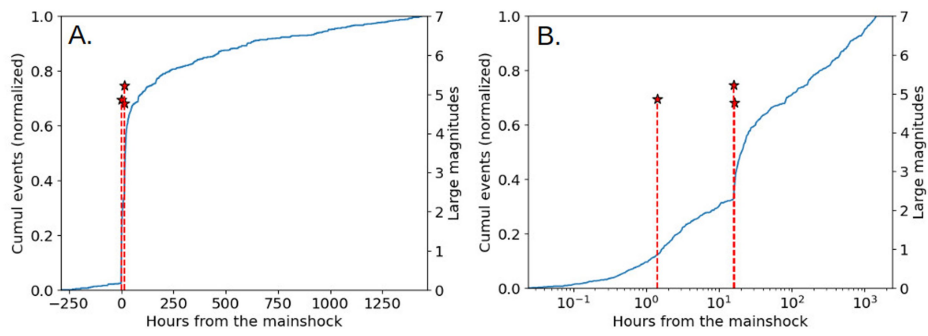 A.
Cumul events (normalized)
1.0
0.8
0.6
0.4
0.2
0.0
7
6
5
4
3
2
1
0
Large magnitudes
-250 0 250 500 750 1000 1250
Hours from the mainshock
B.
Cumul events (normalized)
1.0
0.8
0.6
0.4
0.2
0.0
7
6
5
4
3
2
1
0
Large magnitudes
10⁻¹ 10⁰ 10¹ 10² 10³
Hours from the mainshock